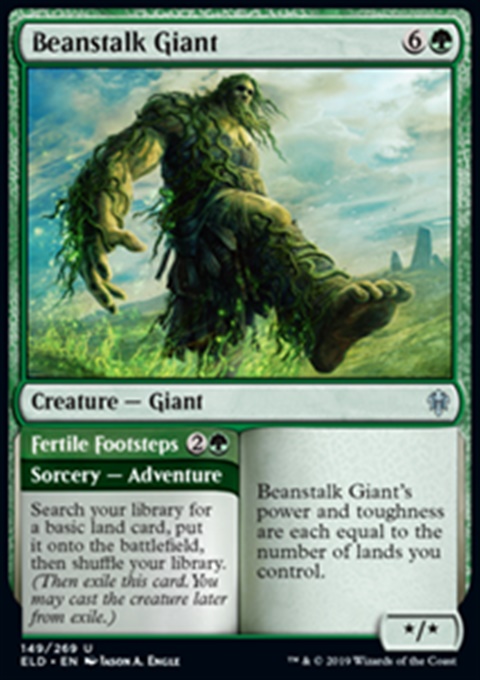 Beanstalk Giant 6
Creature — Giant
Fertile Footsteps 2
Sorcery — Adventure
Search your library for
a basic land card, put
it onto the battlefield,
then shuffle your library.
(Then exile this card. You
may cast the creature later
from exile.)
Beanstalk Giant's
power and toughness
are each equal to the
number of lands you
control.
*/*
149/269 U
ELD • EN Jason A. Engle
™ & © 2019 Wizards of the Coast